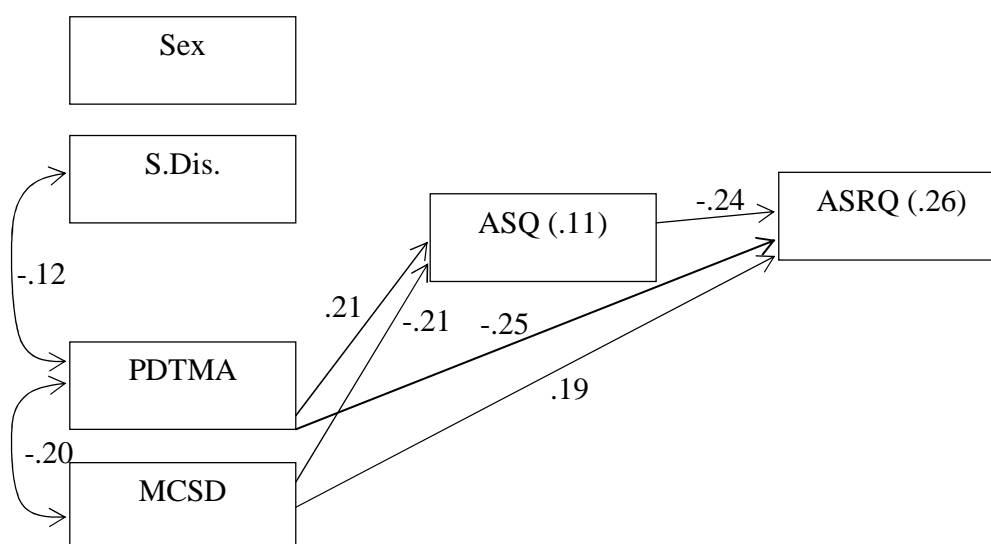 Sex
S.Dis.
ASQ (.11)
-.24
ASRQ (.26)
-.12
.21
-.21
-.25
PDTMA
.19
-.20
MCSD